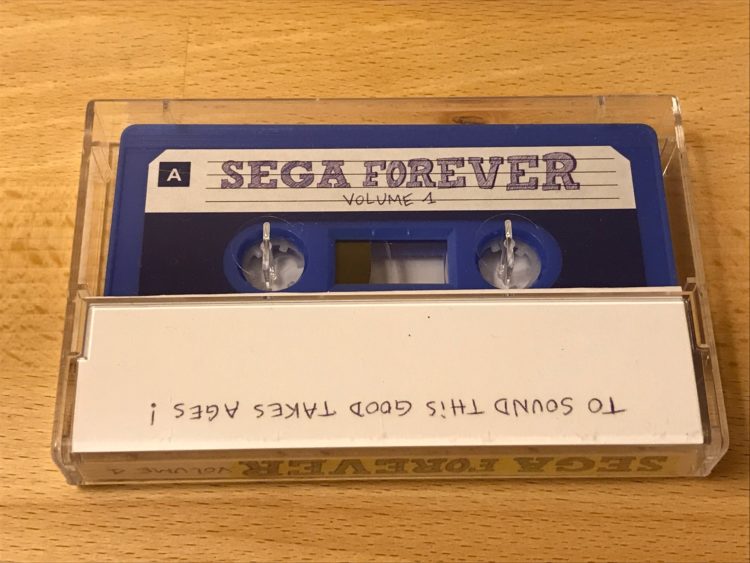 A
SEGA FOREVER
VOLUME 1
TO SOUND THiS GOOD TAKES AGES !
SEGA FOREVER VOLUME 1